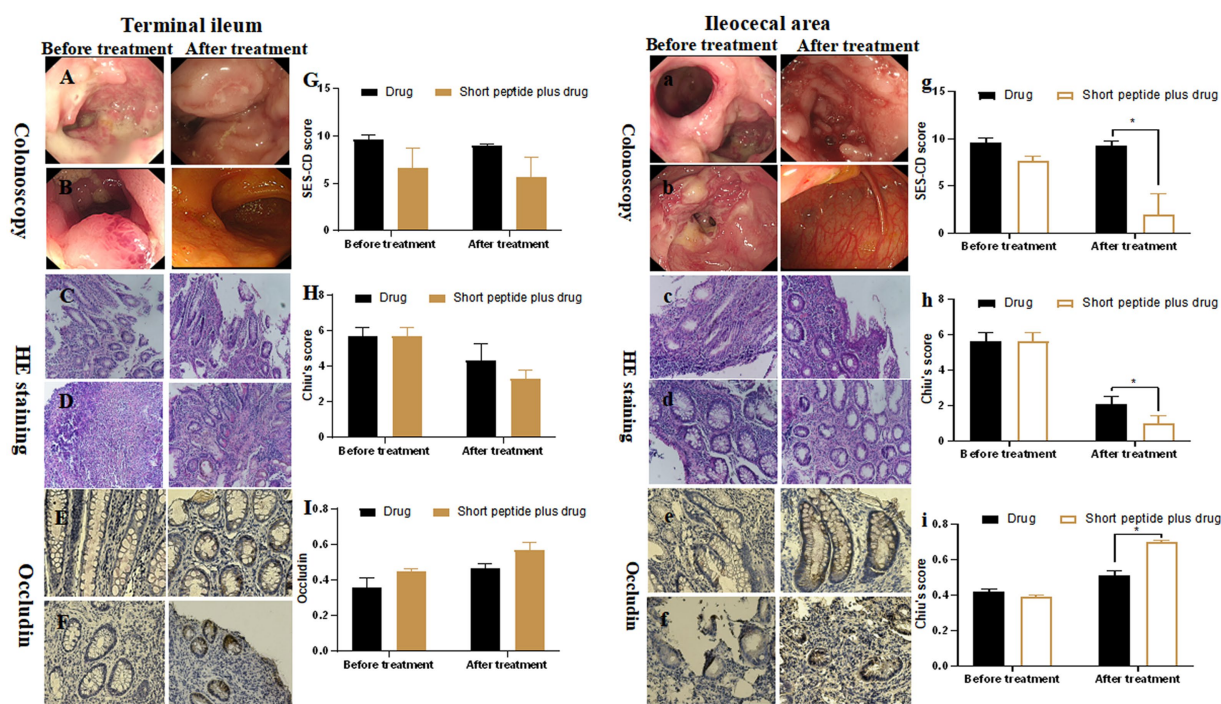 Terminal ileum
Before treatment After treatment
Colonoscopy
HE staining
Occludin
A
B
C
D
E
F
G
Drug Short peptide plus drug
SES-CD score
15
10
5
0
Before treatment After treatment
H
Drug Short peptide plus drug
Chiu's score
8
6
4
2
0
Before treatment After treatment
I
Drug Short peptide plus drug
Occludin
0.8
0.6
0.4
0.2
0.0
Before treatment After treatment
Ileocecal area
Before treatment After treatment
Colonoscopy
HE staining
Occludin
a
b
c
d
e
f
g
Drug Short peptide plus drug
SES-CD score
15
10
5
0
*
Before treatment After treatment
h
Drug Short peptide plus drug
Chiu's score
8
6
4
2
0
*
Before treatment After treatment
i
Drug Short peptide plus drug
Chiu's score
0.8
0.6
0.4
0.2
0.0
*
Before treatment After treatment